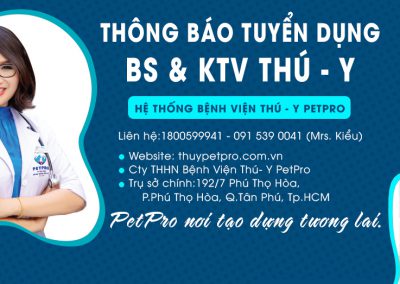 THÔNG BÁO TUYỂN DỤNG
BS & KTV THÚ - Y
HỆ THỐNG BỆNH VIỆN THÚ - Y PETPRO
Liên hệ:1800599941 - 091 539 0041 (Mrs. Kiều)
Website: thuypetpro.com.vn
Cty THHN Bệnh Viện Thú- Y PetPro
Trụ sở chính:192/7 Phú Thọ Hòa,
P.Phú Thọ Hòa, Q.Tân Phú, Tp.HCM
PetPro nơi tạo dựng tương lai.
PETPRO